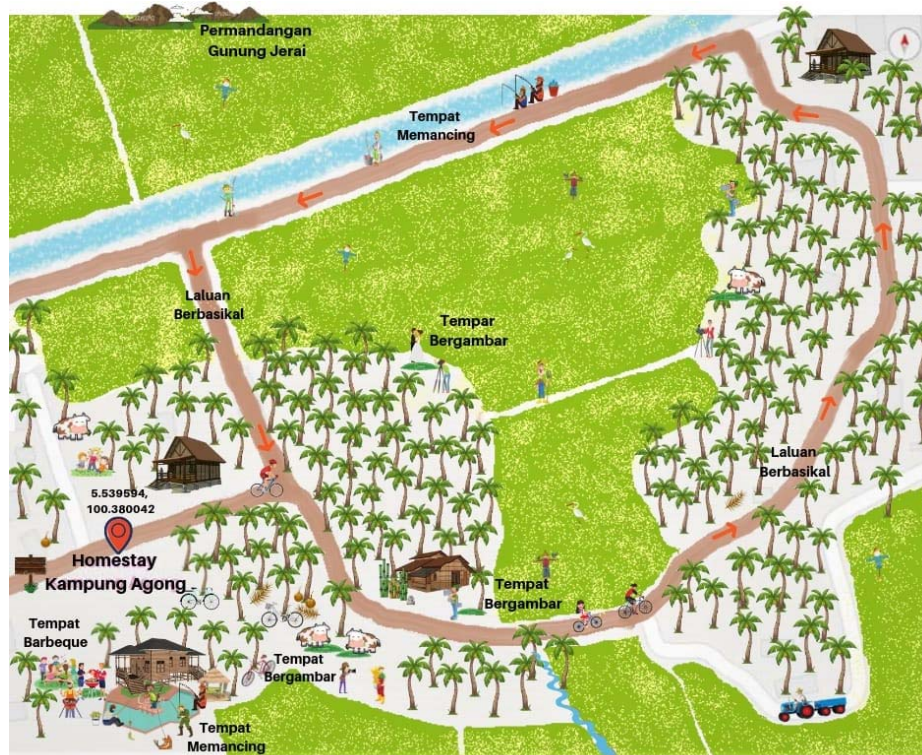 Permandangan
Gunung Jerai
Tempat
Memancing
Laluan
Berbasikal
Tempar
Bergambar
Laluan
Berbasikal
5.539594,
100.380042
Homestay
Kampung Agong
Tempat
Bergambar
Tempat
Barbeque
Tempat
Bergambar
Tempat
Memancing